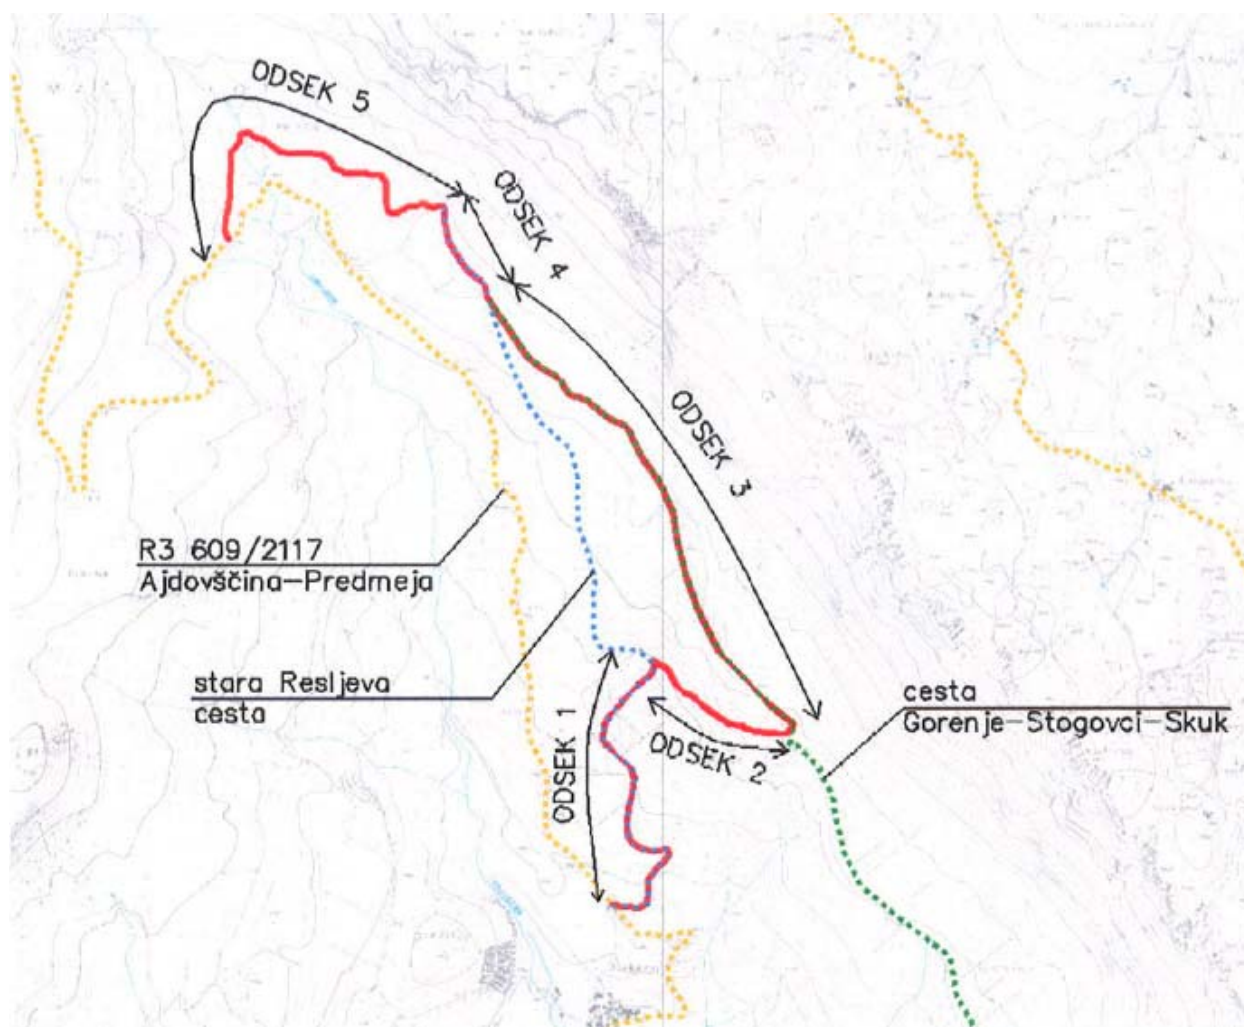 ODSEK 5
ODSEK 4
ODSEK 3
R3 609/2117
Ajdovščina-Predmeja
stara Resljeva
cesta
ODSEK 1
ODSEK 2
cesta
Gorenje-Stogovci-Skuk